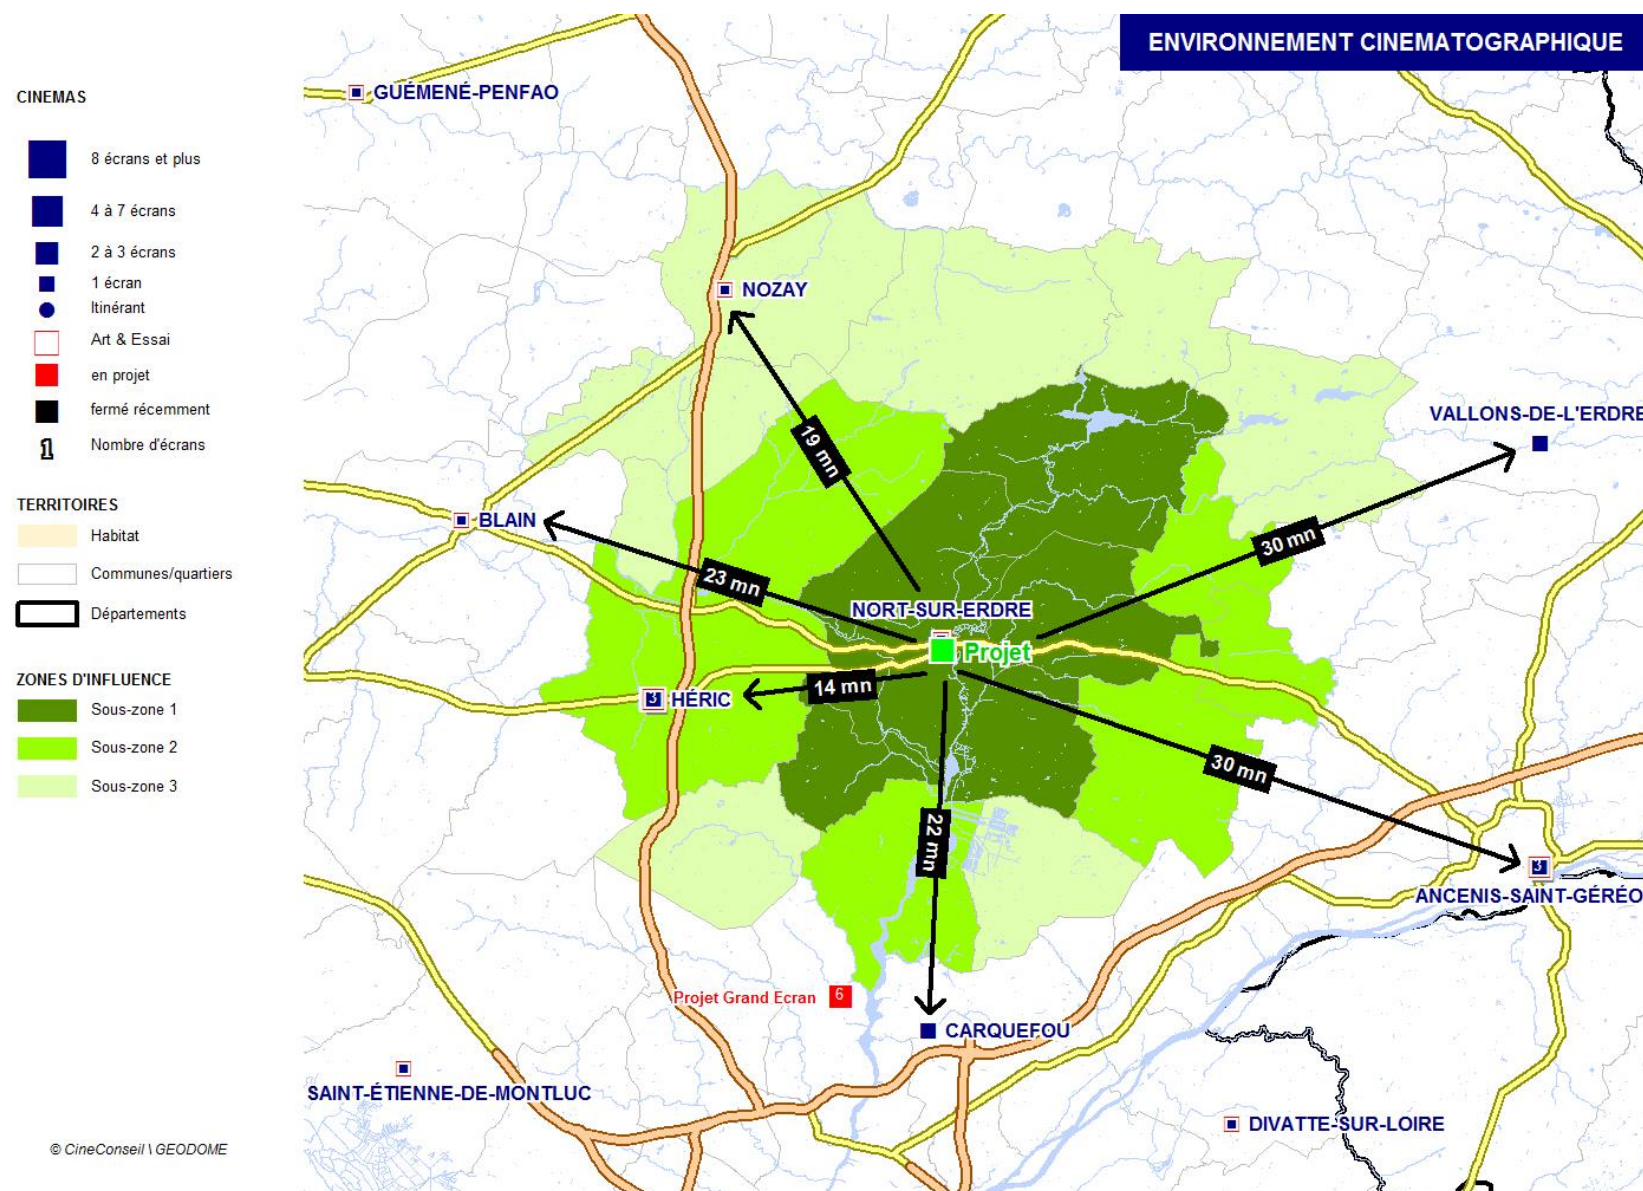 ENVIRONNEMENT CINEMATOGRAPHIQUE
CINEMAS
8 écrans et plus
4 à 7 écrans
2 à 3 écrans
1 écran
Itinérant
Art & Essai
en projet
fermé récemment
1 Nombre d'écrans
TERRITOIRES
Habitat
Communes/quartiers
Départements
ZONES D'INFLUENCE
Sous-zone 1
Sous-zone 2
Sous-zone 3
© CineConseil \ GEODOME
GUÉMENÉ-PENFAO
NOZAY
VALLONS-DE-L'ERDRE
19 mn
BLAIN
30 mn
23 mn
NORT-SUR-ERDRE
Projet
14 mn
3 HÉRIC
30 mn
22 mn
3
ANCENIS-SAINT-GÉRÉO
Projet Grand Ecran 6
CARQUEFOU
SAINT-ÉTIENNE-DE-MONTLUC
DIVATTE-SUR-LOIRE